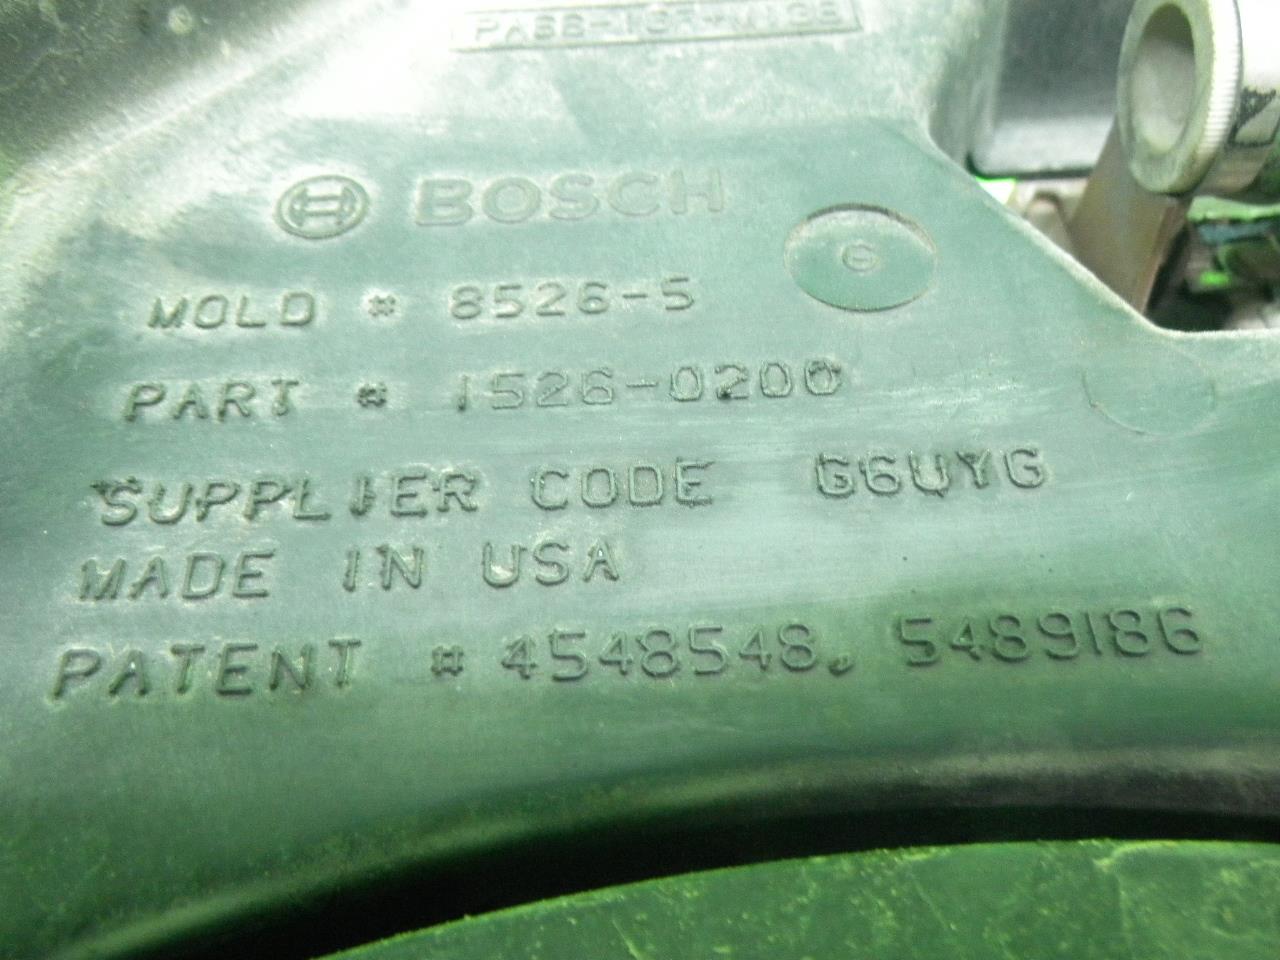 BOSCH
MOLD # 8526-5
PART # 1526-0200
SUPPLIER CODE G6UYG
MADE IN USA
PATENT # 4548548, 5489186